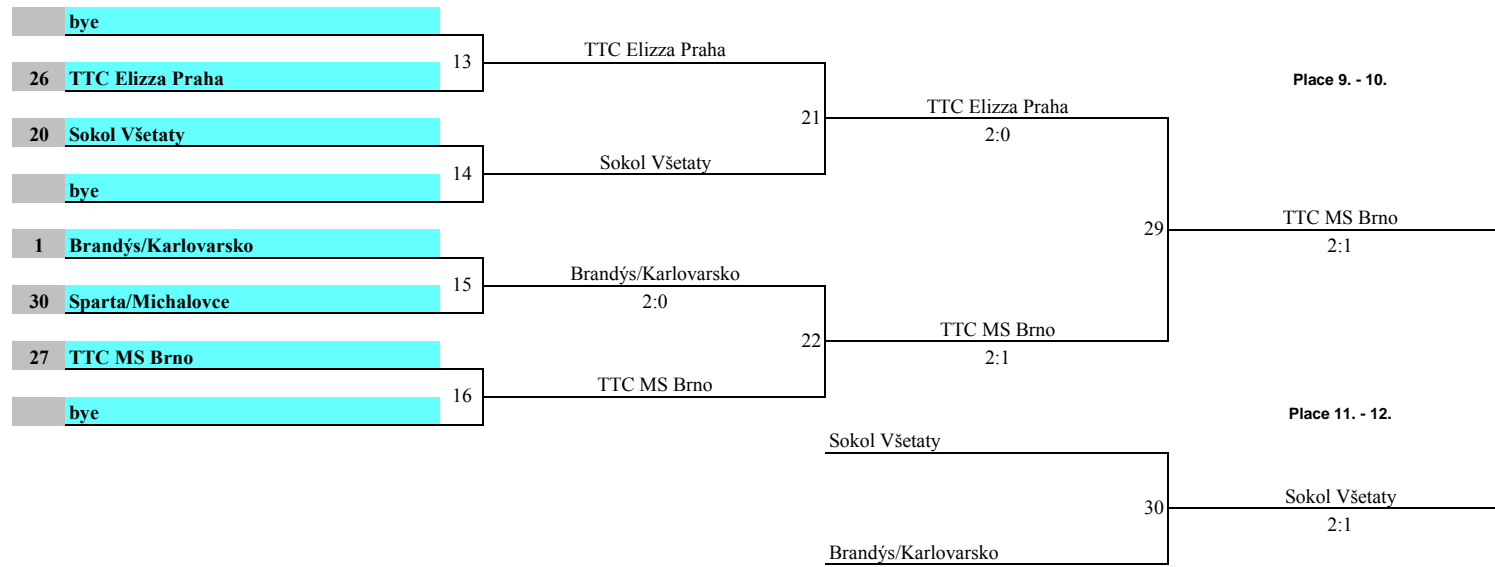 bye
13
TTC Elizza Praha
26 TTC Elizza Praha
Place 9. - 10.
20 Sokol Všetaty
21
TTC Elizza Praha
2:0
14
Sokol Všetaty
bye
1 Brandýs/Karlovarsko
29
TTC MS Brno
2:1
15
Brandýs/Karlovarsko
2:0
30 Sparta/Michalovce
27 TTC MS Brno
22
TTC MS Brno
2:1
16
TTC MS Brno
bye
Place 11. - 12.
Sokol Všetaty
30
Sokol Všetaty
2:1
Brandýs/Karlovarsko